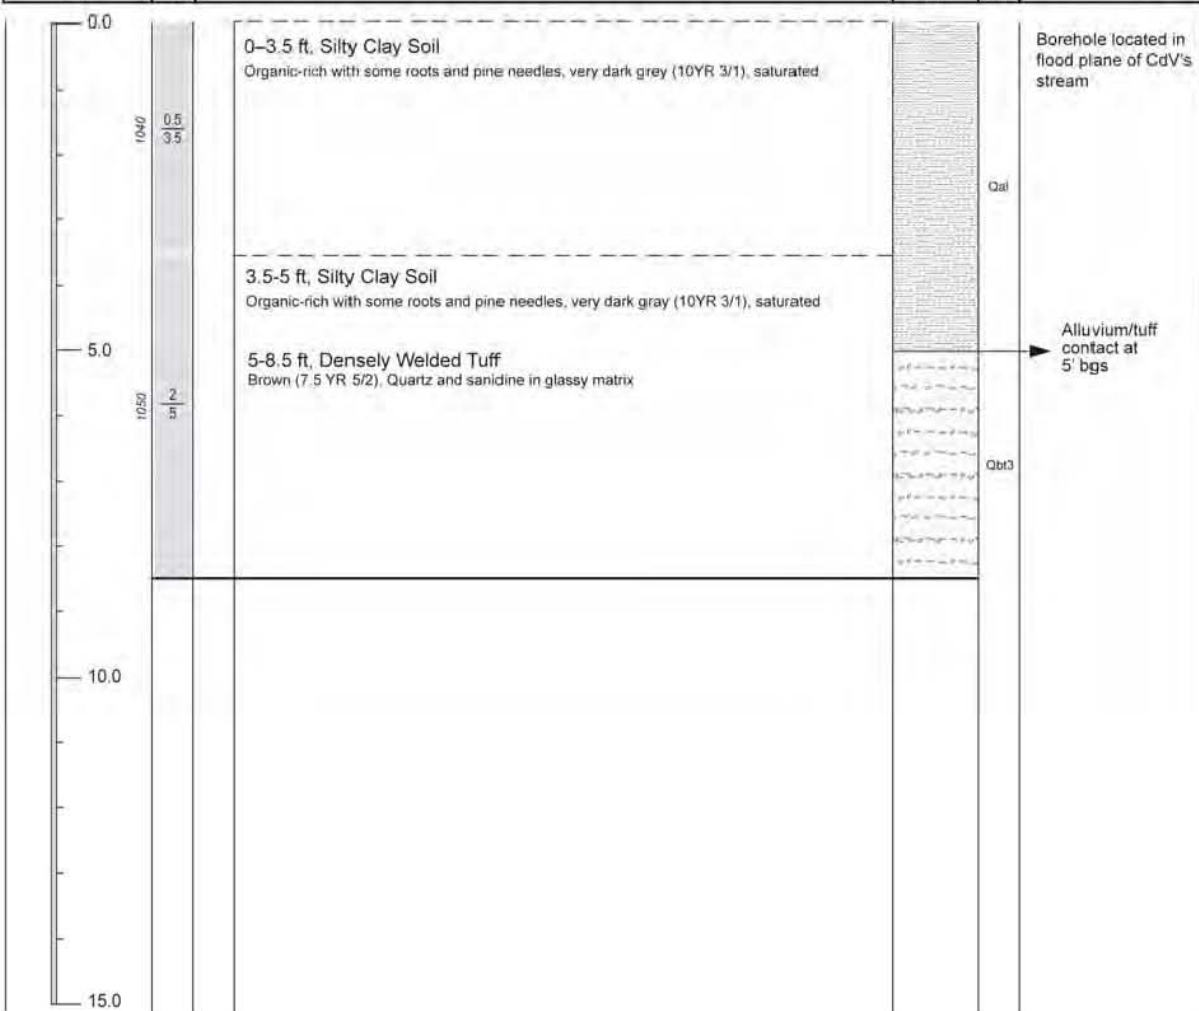 0.0
0–3.5 ft, Silty Clay Soil
Organic-rich with some roots and pine needles, very dark grey (10YR 3/1), saturated
Borehole located in
flood plane of CdV's
stream
1040
0.5
3.5
Qal
3.5-5 ft, Silty Clay Soil
Organic-rich with some roots and pine needles, very dark gray (10YR 3/1), saturated
5.0
Alluvium/tuff
contact at
5' bgs
5-8.5 ft, Densely Welded Tuff
Brown (7.5 YR 5/2), Quartz and sanidine in glassy matrix
1050
2
5
Qbt3
10.0
15.0